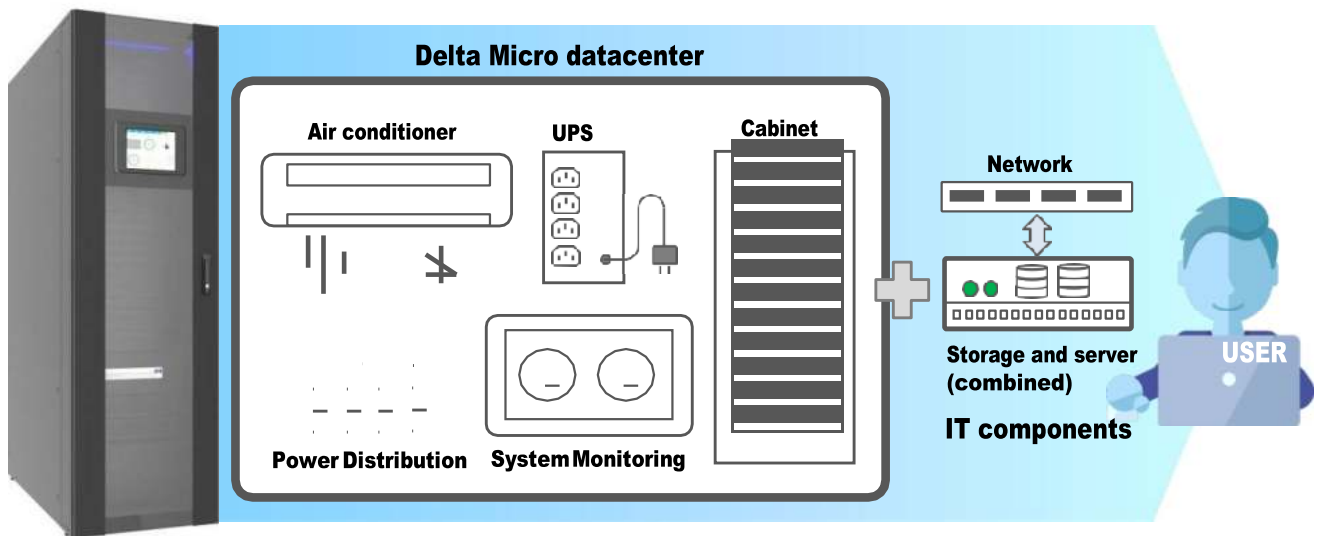 Delta Micro datacenter
Air conditioner
UPS
Cabinet
Network
Storage and server
(combined)
USER
IT components
Power Distribution
System Monitoring